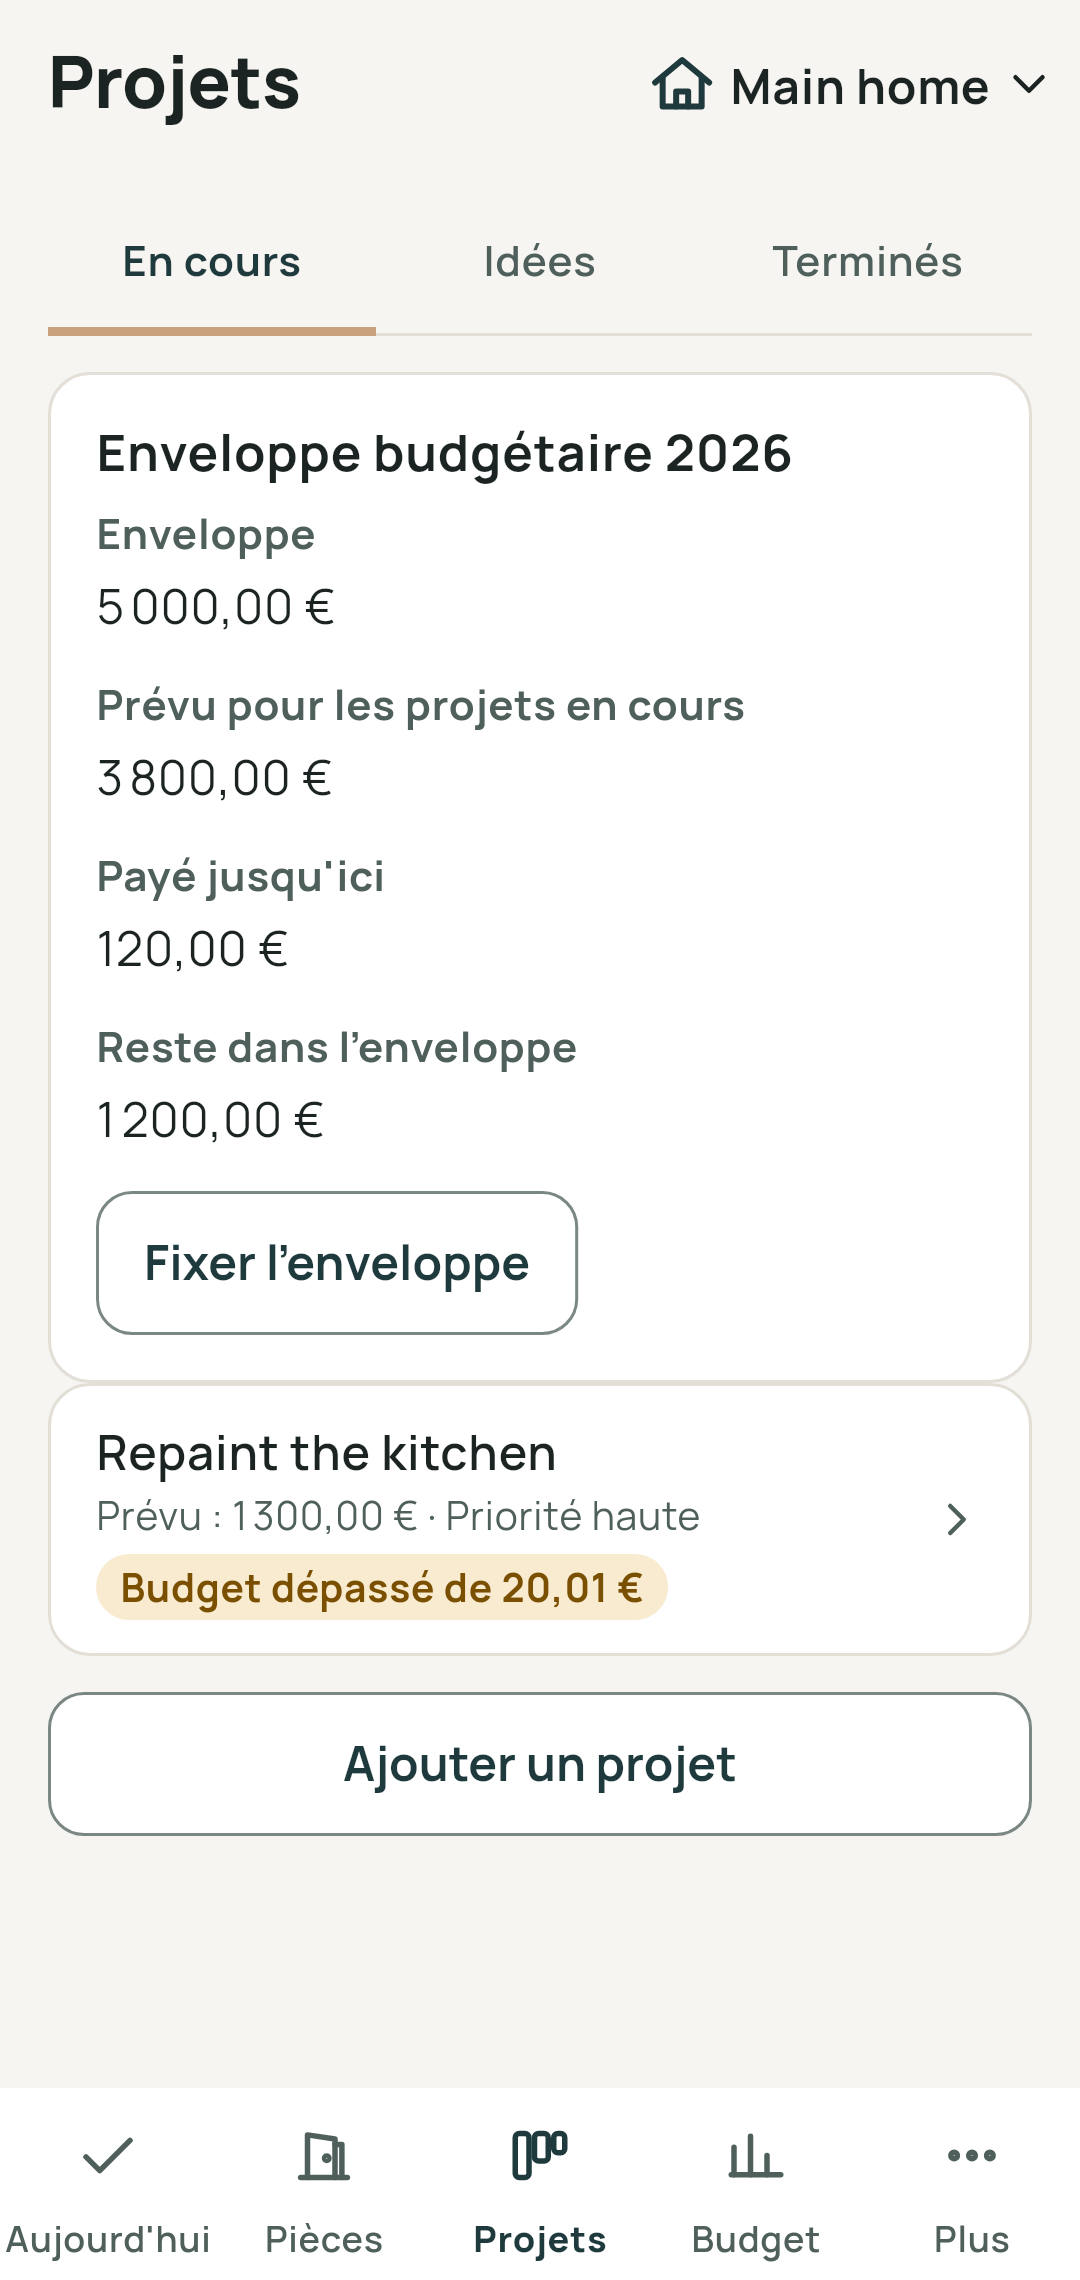 Projets
Main home
En cours
Idées
Terminés
Enveloppe budgétaire 2026
Enveloppe
5 000,00 €
Prévu pour les projets en cours
3 800,00 €
Payé jusqu'ici
120,00 €
Reste dans l’enveloppe
1 200,00 €
Fixer l’enveloppe
Repaint the kitchen
Prévu : 1 300,00 € · Priorité haute
Budget dépassé de 20,01 €
Ajouter un projet
Aujourd'hui
Pièces
Projets
Budget
Plus